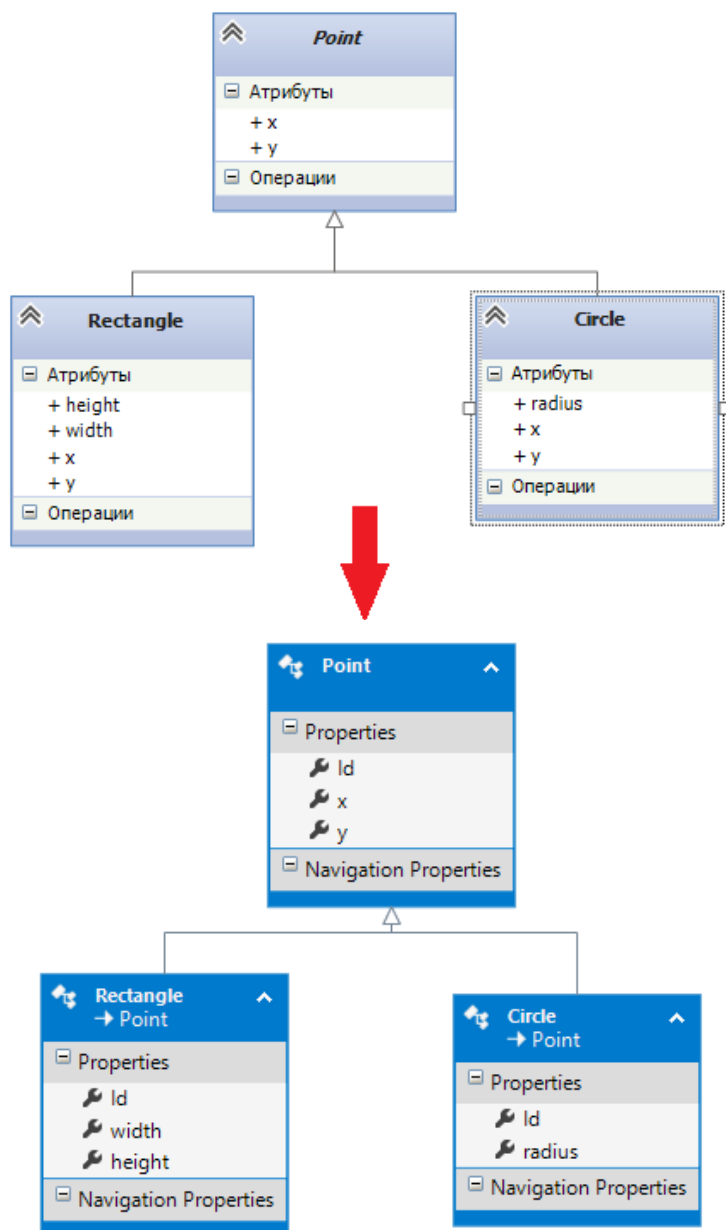 Point
Атрибуты
+ x
+ y
Операции
Rectangle
Атрибуты
+ height
+ width
+ x
+ y
Операции
Circle
Атрибуты
+ radius
+ x
+ y
Операции
Point
Properties
Id
x
y
Navigation Properties
Rectangle
→ Point
Properties
Id
width
height
Navigation Properties
Circle
→ Point
Properties
Id
radius
Navigation Properties